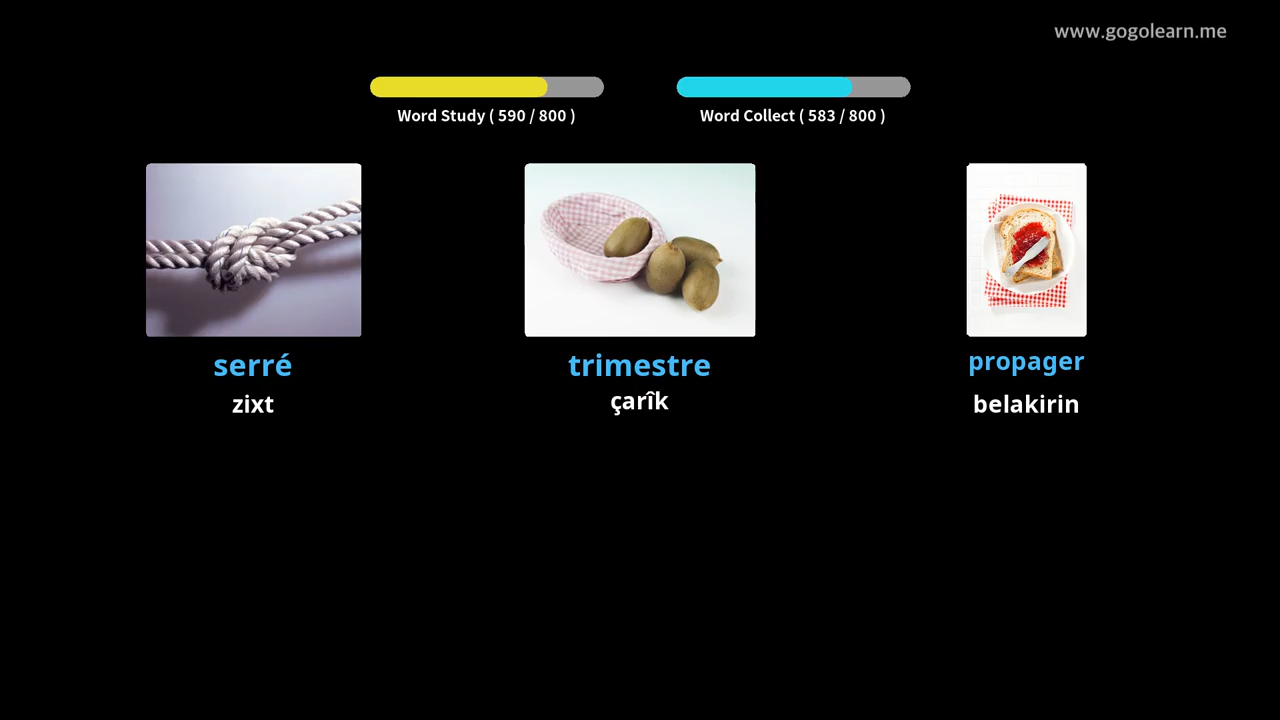 www.gogolearn.me
Word Study ( 590 / 800 )
Word Collect ( 583 / 800 )
serré
trimestre
propager
zixt
çarîk
belakirin